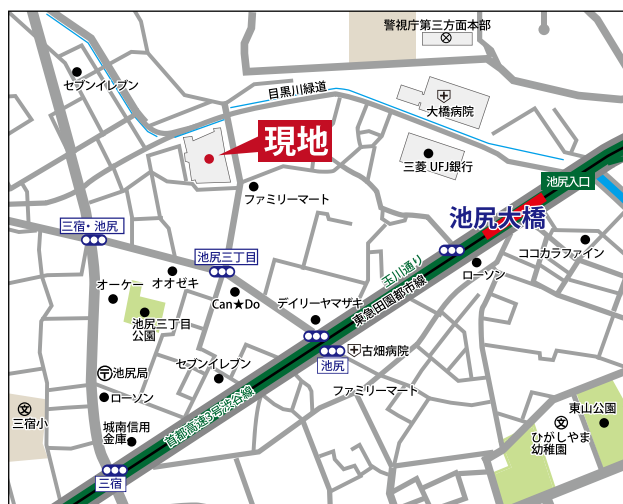 警視庁第三方面本部
セブンイレブン
目黒川緑道
大橋病院
現地
三菱UFJ銀行
池尻入口
ファミリーマート
池尻大橋
三宿・池尻
ココカラファイン
池尻三丁目
玉川通り
ローソン
オオゼキ
オーケー
Can★Do
デイリーヤマザキ
東急田園都市線
池尻三丁目
公園
古畑病院
池尻
セブンイレブン
池尻局
ファミリーマート
ローソン
首都高速3号渋谷線
文
三宿小
城南信用
金庫
文
東山公園
ひがしやま
幼稚園
三宿